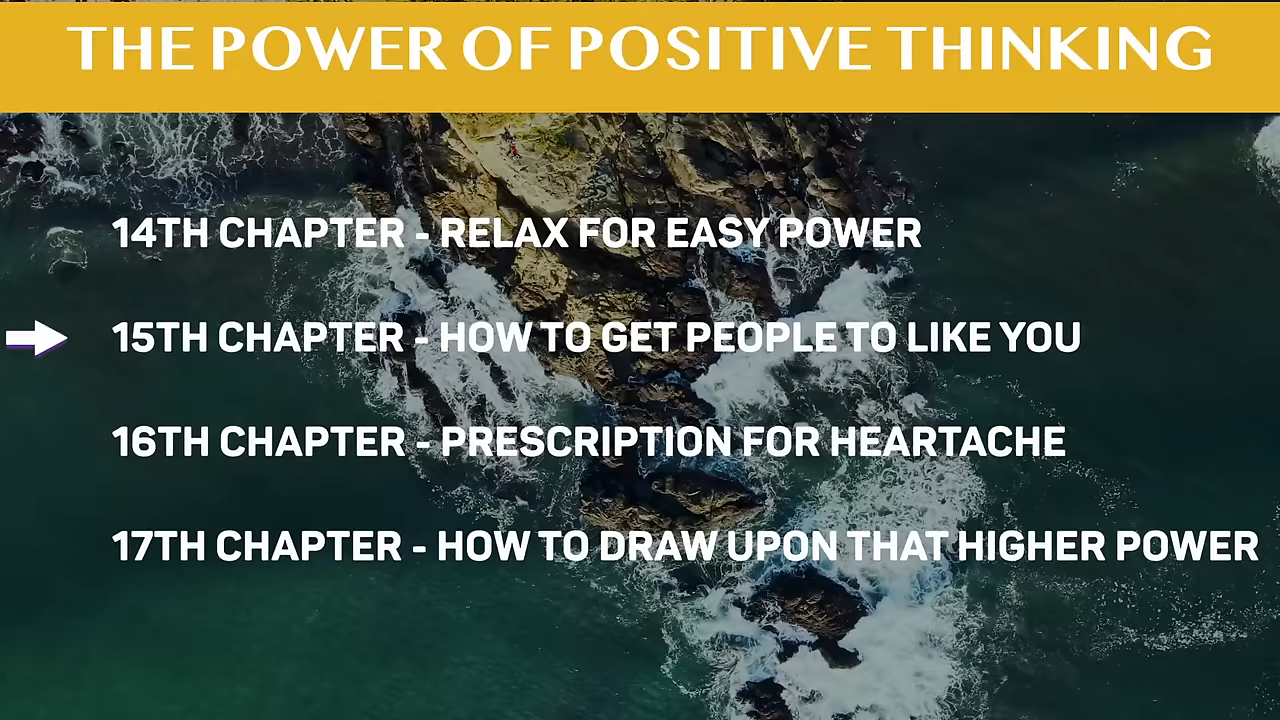 THE POWER OF POSITIVE THINKING
14TH CHAPTER - RELAX FOR EASY POWER
15TH CHAPTER - HOW TO GET PEOPLE TO LIKE YOU
16TH CHAPTER - PRESCRIPTION FOR HEARTACHE
17TH CHAPTER - HOW TO DRAW UPON THAT HIGHER POWER